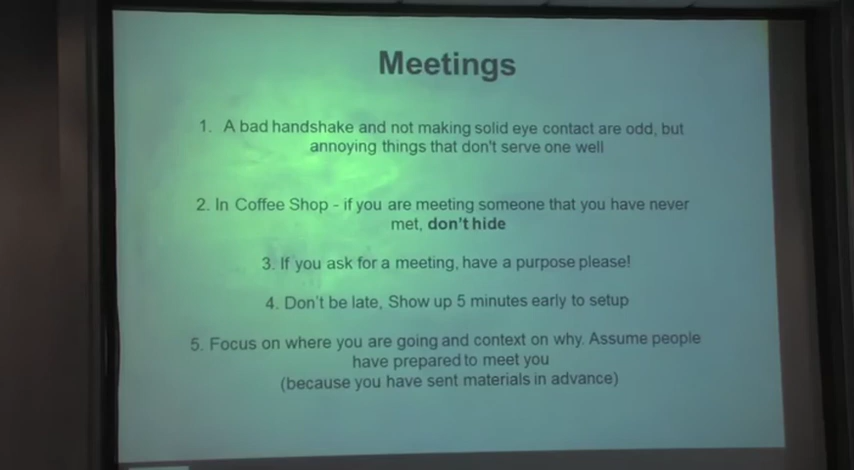 Meetings
1. A bad handshake and not making solid eye contact are odd, but
annoying things that don't serve one well
2. In Coffee Shop - if you are meeting someone that you have never
met, don't hide
3. If you ask for a meeting, have a purpose please!
4. Don't be late, Show up 5 minutes early to setup
5. Focus on where you are going and context on why. Assume people
have prepared to meet you
(because you have sent materials in advance)